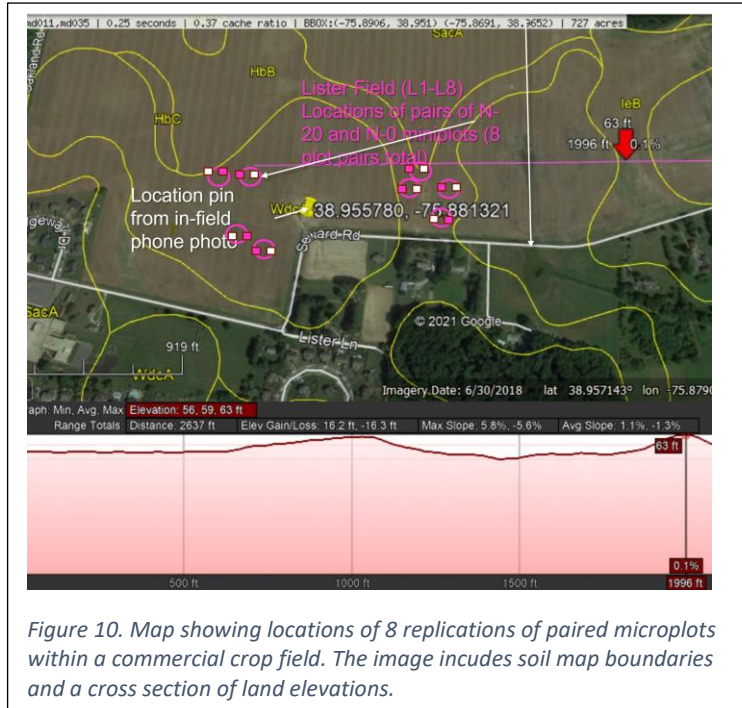 md011,md035 | 0.25 seconds | 0.37 cache ratio | BBOX:(-75.8906, 38.951) (-75.8691, 38.9652) | 727 acres
Oakland Rd
SacA
HbB
HbC
IeB
Lister Field (L1-L8)
Locations of pairs of N-
20 and N-0 miniplots (8
plot pairs total)
63 ft
1996 ft
0.1%
Location pin
from in-field
phone photo
38.955780, -75.881321
Seward Rd
SacA
Lister Ln
© 2021 Google
919 ft
WdcA
Imagery Date: 6/30/2018 lat 38.957143° lon -75.8790
raph: Min, Avg, Max Elevation: 56, 59, 63 ft
Range Totals: Distance: 2637 ft Elev Gain/Loss: 16.2 ft, -16.3 ft Max Slope: 5.8%, -5.6% Avg Slope: 1.1%, -1.3%
63 ft
0.1%
500 ft
1000 ft
1500 ft
1996 ft
Figure 10. Map showing locations of 8 replications of paired microplots
within a commercial crop field. The image incudes soil map boundaries
and a cross section of land elevations.